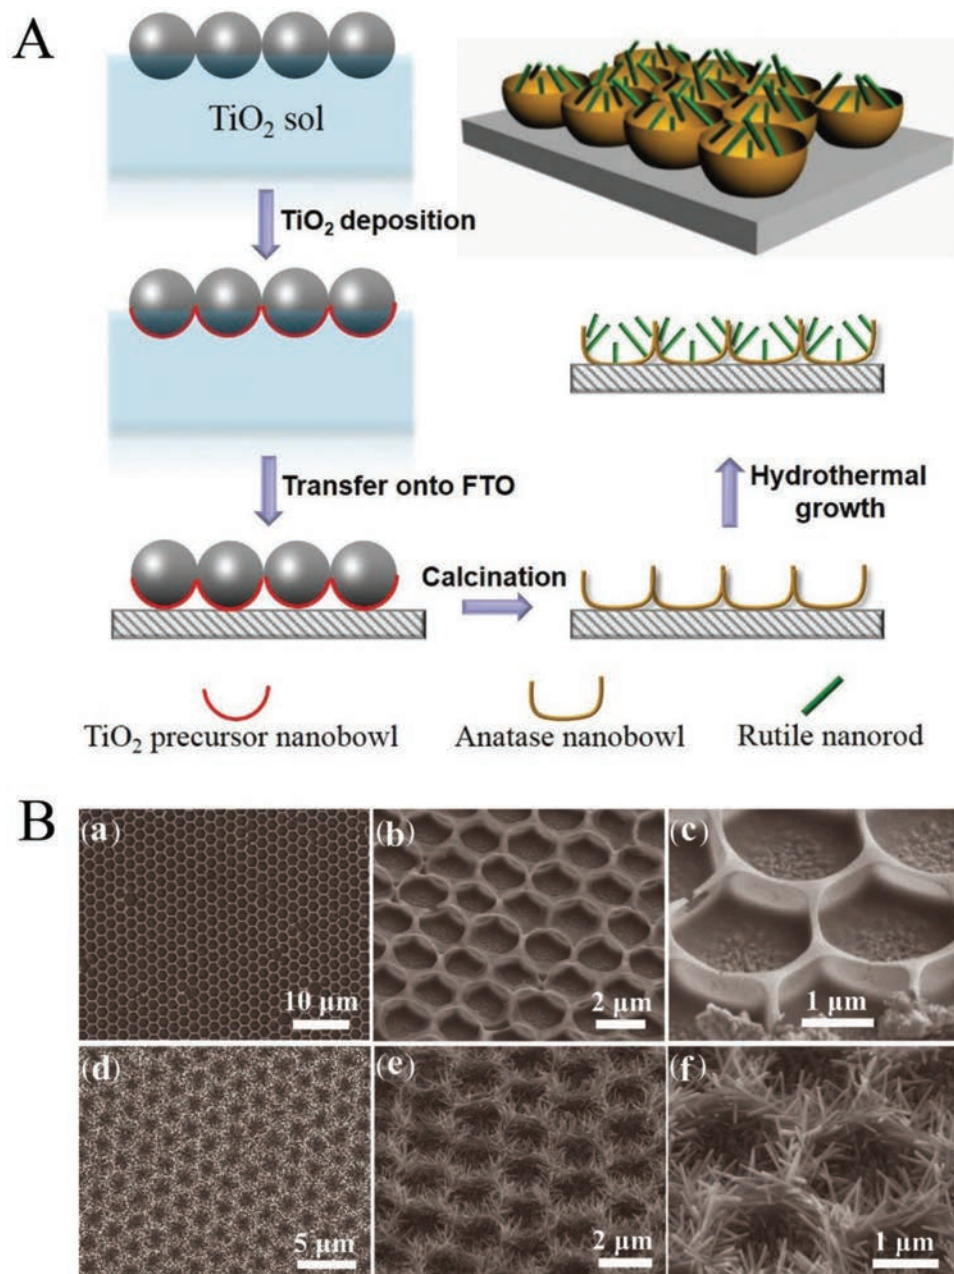 A
TiO₂ sol
TiO₂ deposition
Transfer onto FTO
Calcination
Hydrothermal
growth
TiO₂ precursor nanobowl
Anatase nanobowl
Rutile nanorod
B
(a)
10 μm
(b)
2 μm
(c)
1 μm
(d)
5 μm
(e)
2 μm
(f)
1 μm